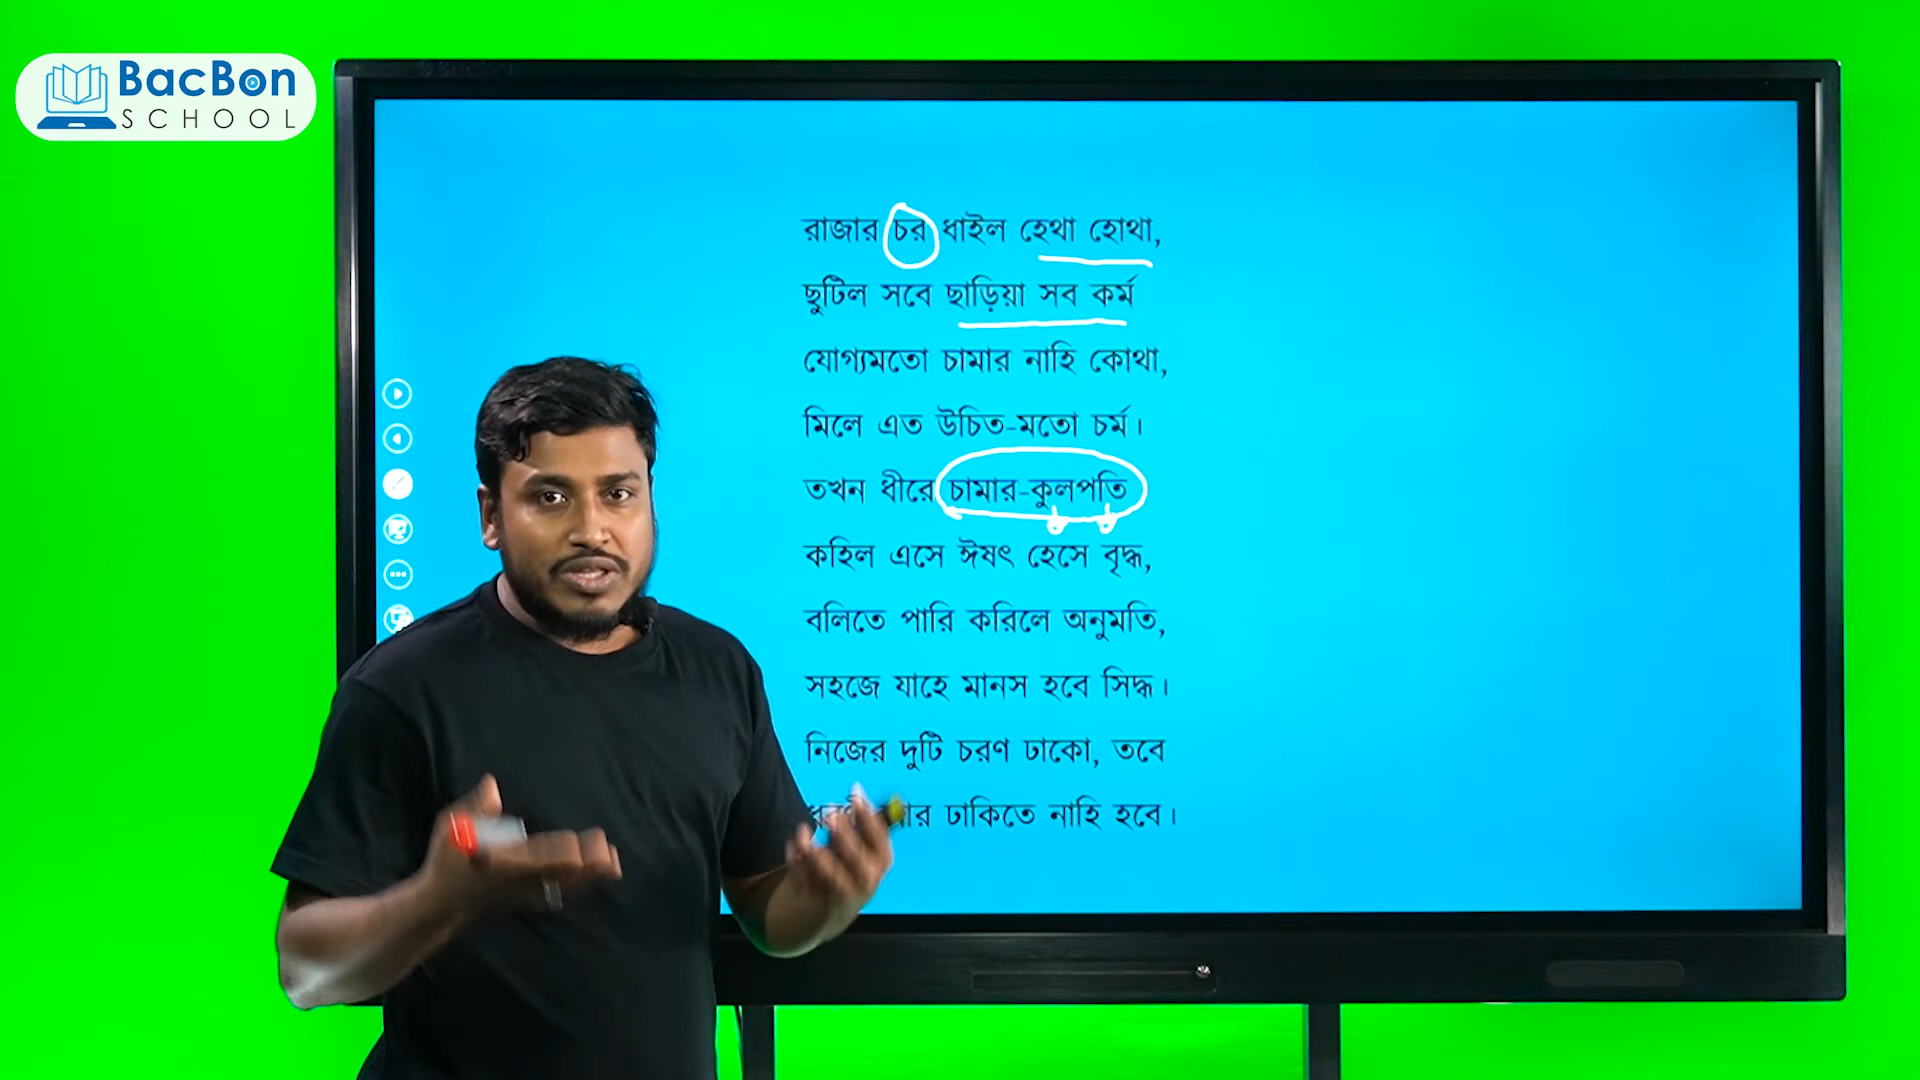 BacBon
SCHOOL
রাজার চর ধাইল হেথা হোথা,
ছুটিল সবে ছাড়িয়া সব কর্ম
যোগ্যমতো চামার নাহি কোথা,
মিলে এত উচিত-মতো চর্ম।
তখন ধীরে চামার-কুলপতি
কহিল এসে ঈষৎ হেসে বৃদ্ধ,
বলিতে পারি করিলে অনুমতি,
সহজে যাহে মানস হবে সিদ্ধ।
নিজের দুটি চরণ ঢাকো, তবে
ঢাকিতে নাহি হবে।